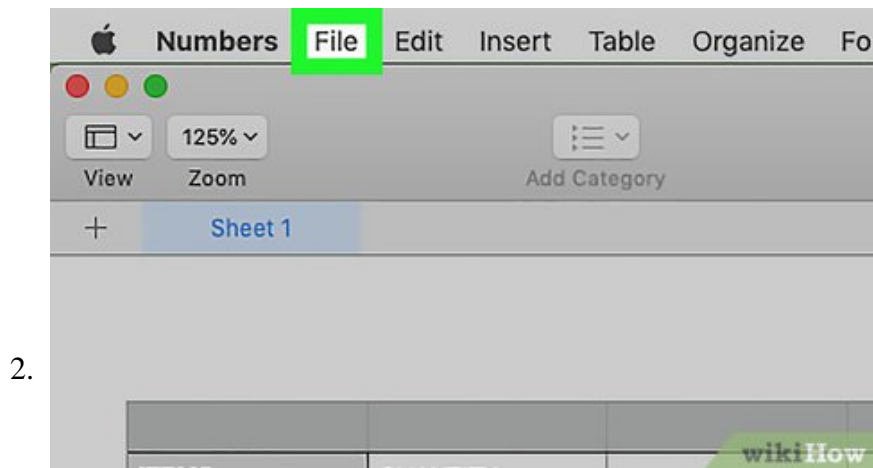 Numbers File Edit Insert Table Organize Fo
125%
View Zoom Add Category
+ Sheet 1
2.
wikiHow